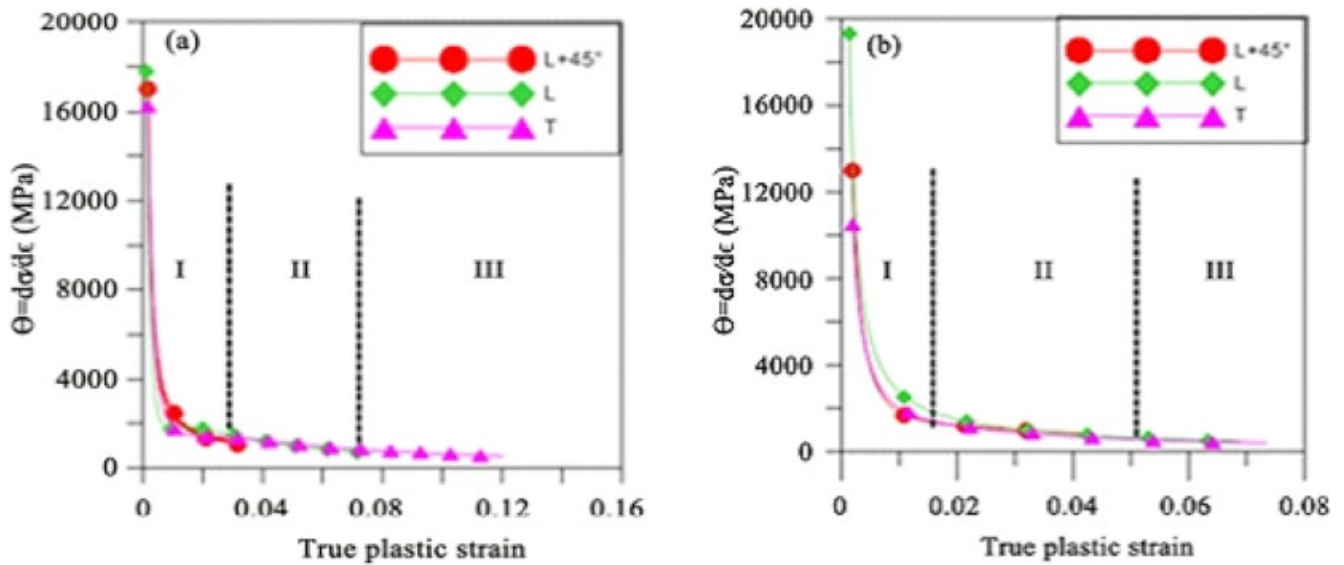 (a)
L+45°
L
T
20000
16000
12000
8000
4000
0
Θ=dσ/dε (MPa)
I
II
III
0
0.04
0.08
0.12
0.16
True plastic strain
(b)
L+45°
L
T
20000
16000
12000
8000
4000
0
Θ=dσ/dε (MPa)
I
II
III
0
0.02
0.04
0.06
0.08
True plastic strain